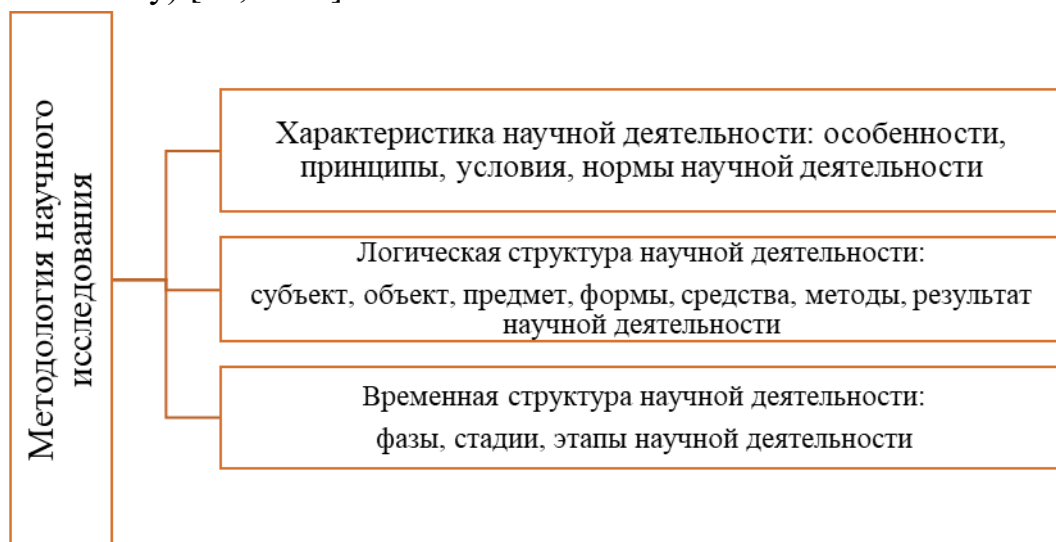 Методология научного
исследования
Характеристика научной деятельности: особенности,
принципы, условия, нормы научной деятельности
Логическая структура научной деятельности:
субъект, объект, предмет, формы, средства, методы, результат
научной деятельности
Временная структура научной деятельности:
фазы, стадии, этапы научной деятельности